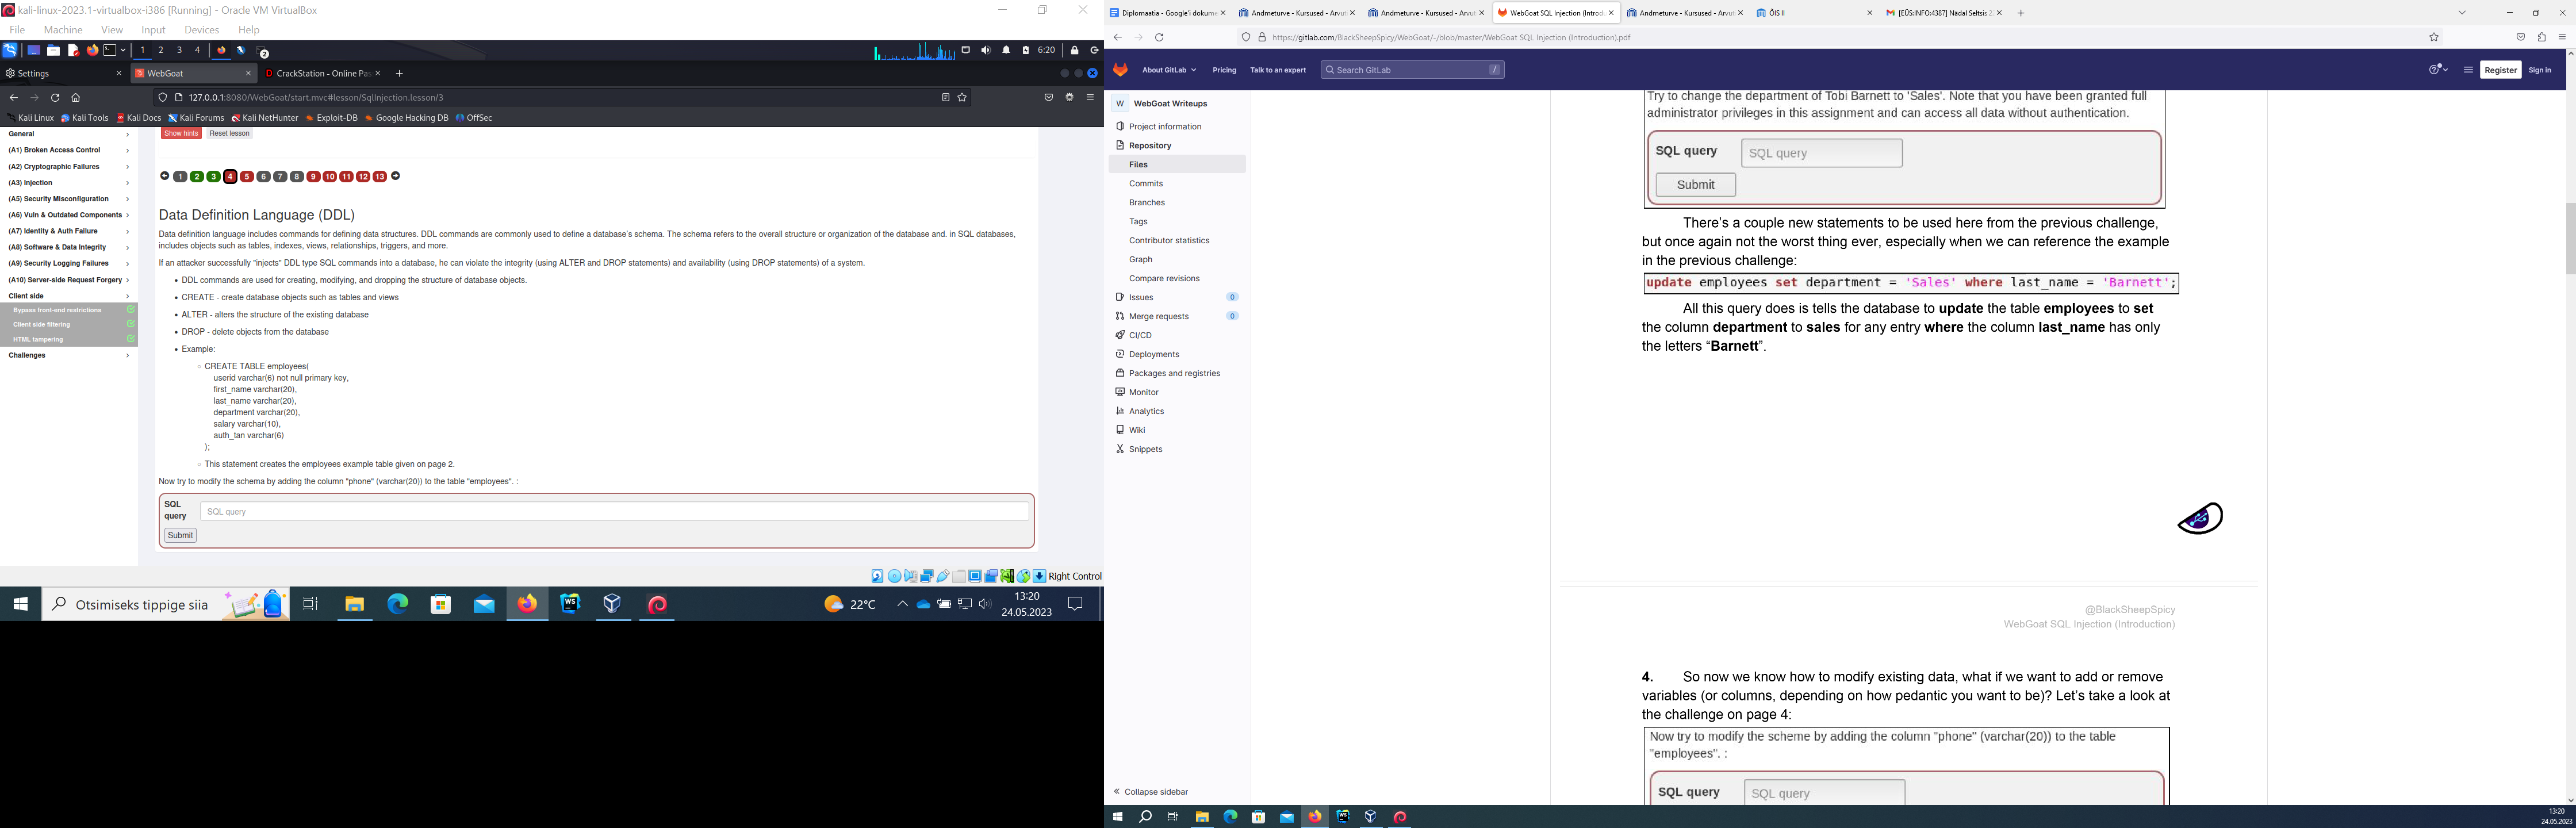 kali-linux-2023.1-virtualbox-i386 [Running] - Oracle VM VirtualBox
File Machine View Input Devices Help
1 2 3 4 2 6:20
Settings WebGoat CrackStation - Online Pas
127.0.0.1:8080/WebGoat/start.mvc#lesson/SqlInjection.lesson/3
Kali Linux Kali Tools Kali Docs Kali Forums Kali NetHunter Exploit-DB Google Hacking DB OffSec
General
(A1) Broken Access Control
(A2) Cryptographic Failures
(A3) Injection
(A5) Security Misconfiguration
(A6) Vuln & Outdated Components
(A7) Identity & Auth Failure
(A8) Software & Data Integrity
(A9) Security Logging Failures
(A10) Server-side Request Forgery
Client side
Bypass front-end restrictions
Client side filtering
HTML tampering
Challenges
Show hints Reset lesson
1 2 3 4 5 6 7 8 9 10 11 12 13
Data Definition Language (DDL)
Data definition language includes commands for defining data structures. DDL commands are commonly used to define a database's schema. The schema refers to the overall structure or organization of the database and. in SQL databases,
includes objects such as tables, indexes, views, relationships, triggers, and more.
If an attacker successfully "injects" DDL type SQL commands into a database, he can violate the integrity (using ALTER and DROP statements) and availability (using DROP statements) of a system.
• DDL commands are used for creating, modifying, and dropping the structure of database objects.
• CREATE - create database objects such as tables and views
• ALTER - alters the structure of the existing database
• DROP - delete objects from the database
• Example:
◦ CREATE TABLE employees(
userid varchar(6) not null primary key,
first_name varchar(20),
last_name varchar(20),
department varchar(20),
salary varchar(10),
auth_tan varchar(6)
);
◦ This statement creates the employees example table given on page 2.
Now try to modify the schema by adding the column "phone" (varchar(20)) to the table "employees". :
SQL query SQL query
Submit
Right Control
Otsimiseks tippige siia 22°C 13:20
24.05.2023
Diplomaatia - Google'i dokume Andmeturve - Kursused - Arvut Andmeturve - Kursused - Arvut WebGoat SQL Injection (Introdu Andmeturve - Kursused - Arvut ÕIS II [EÜS:INFO:4387] Nädal Seltsis 2
https://gitlab.com/BlackSheepSpicy/WebGoat/-/blob/master/WebGoat SQL Injection (Introduction).pdf
About GitLab Pricing Talk to an expert Search GitLab / Register Sign in
W WebGoat Writeups
Project information
Repository
Files
Commits
Branches
Tags
Contributor statistics
Graph
Compare revisions
Issues 0
Merge requests 0
CI/CD
Deployments
Packages and registries
Monitor
Analytics
Wiki
Snippets
Collapse sidebar
Try to change the department of Tobi Barnett to 'Sales'. Note that you have been granted full
administrator privileges in this assignment and can access all data without authentication.
SQL query SQL query
Submit
There's a couple new statements to be used here from the previous challenge,
but once again not the worst thing ever, especially when we can reference the example
in the previous challenge:
update employees set department = 'Sales' where last_name = 'Barnett';
All this query does is tells the database to update the table employees to set
the column department to sales for any entry where the column last_name has only
the letters “Barnett”.
@BlackSheepSpicy
WebGoat SQL Injection (Introduction)
4. So now we know how to modify existing data, what if we want to add or remove
variables (or columns, depending on how pedantic you want to be)? Let's take a look at
the challenge on page 4:
Now try to modify the scheme by adding the column "phone" (varchar(20)) to the table
"employees". :
SQL query SQL query
13:20
24.05.2023